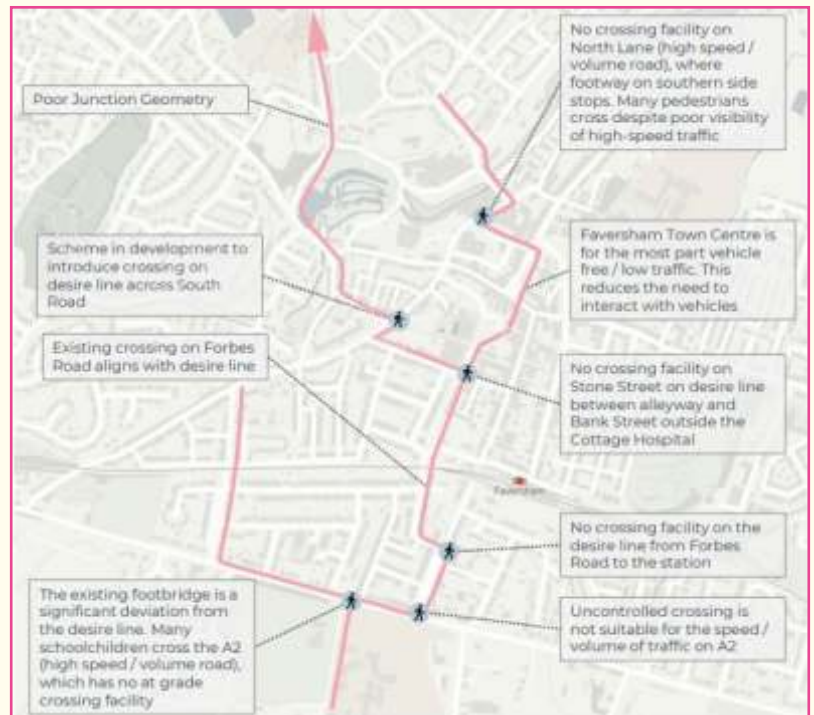 No crossing facility on
North Lane (high speed /
volume road), where
footway on southern side
stops. Many pedestrians
cross despite poor visibility
of high-speed traffic
Poor Junction Geometry
Faversham Town Centre is
for the most part vehicle
free / low traffic. This
reduces the need to
interact with vehicles
Scheme in development to
introduce crossing on
desire line across South
Road
Existing crossing on Forbes
Road aligns with desire line
No crossing facility on
Stone Street on desire line
between alleyway and
Bank Street outside the
Cottage Hospital
Faversham
No crossing facility on the
desire line from Forbes
Road to the station
The existing footbridge is a
significant deviation from
the desire line. Many
schoolchildren cross the A2
(high speed / volume road),
which has no at grade
crossing facility
Uncontrolled crossing is
not suitable for the speed /
volume of traffic on A2